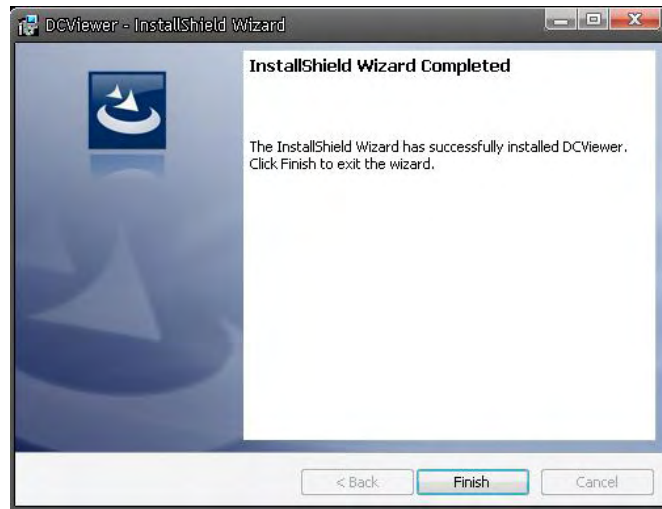 DCViewer - InstallShield Wizard
InstallShield Wizard Completed
The InstallShield Wizard has successfully installed DCViewer.
Click Finish to exit the wizard.
< Back
Finish
Cancel